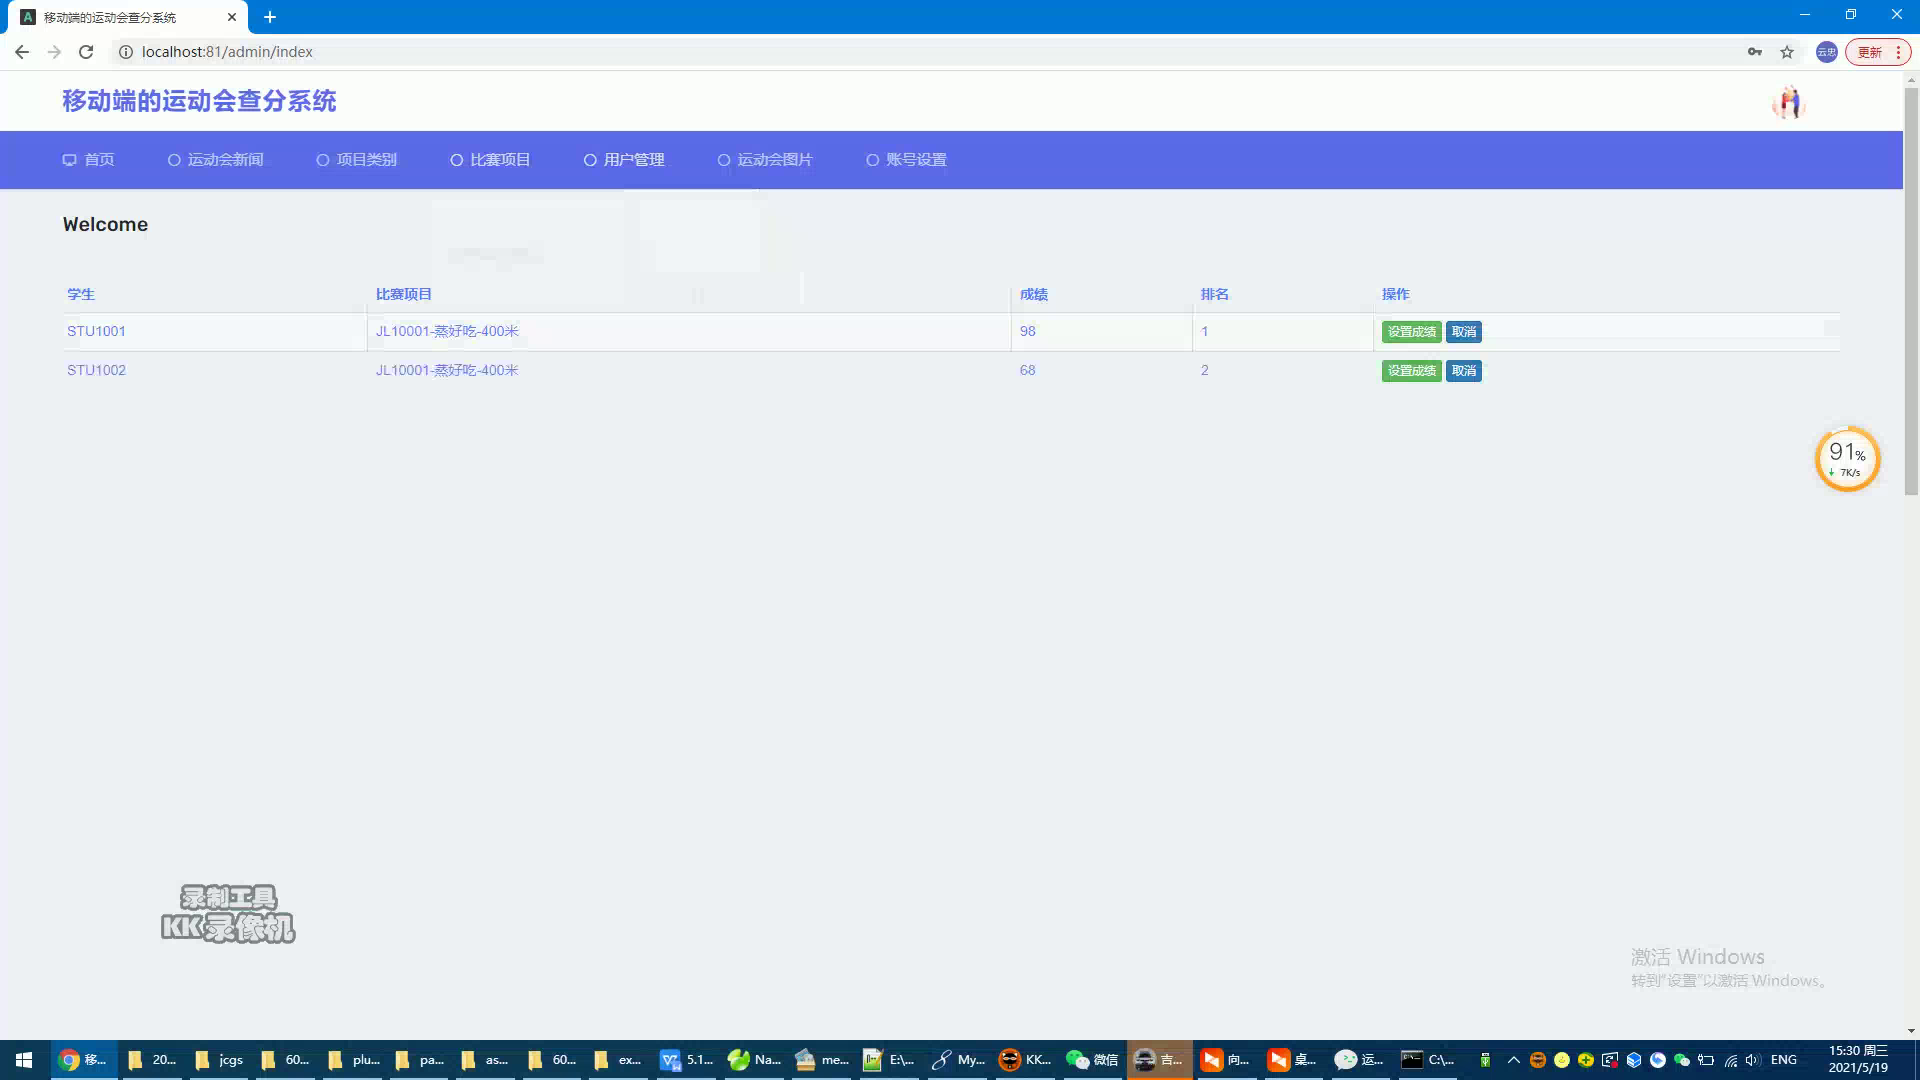 移动端的运动会查分系统
localhost:81/admin/index
云忠
更新
移动端的运动会查分系统
首页 运动会新闻 项目类别 比赛项目 用户管理 运动会图片 账号设置
Welcome
学生 比赛项目 成绩 排名 操作
STU1001 JL10001-蒸好吃-400米 98 1 设置成绩 取消
STU1002 JL10001-蒸好吃-400米 68 2 设置成绩 取消
91%
7K/s
录制工具
KK录像机
激活 Windows
转到"设置"以激活 Windows。
移... 20... jcgs 60... plu... pa... as... 60... ex... 5.1... Na... me... E:\... My... KK... 微信 吉... 向... 桌... 运... C:\... ENG
15:30 周三
2021/5/19